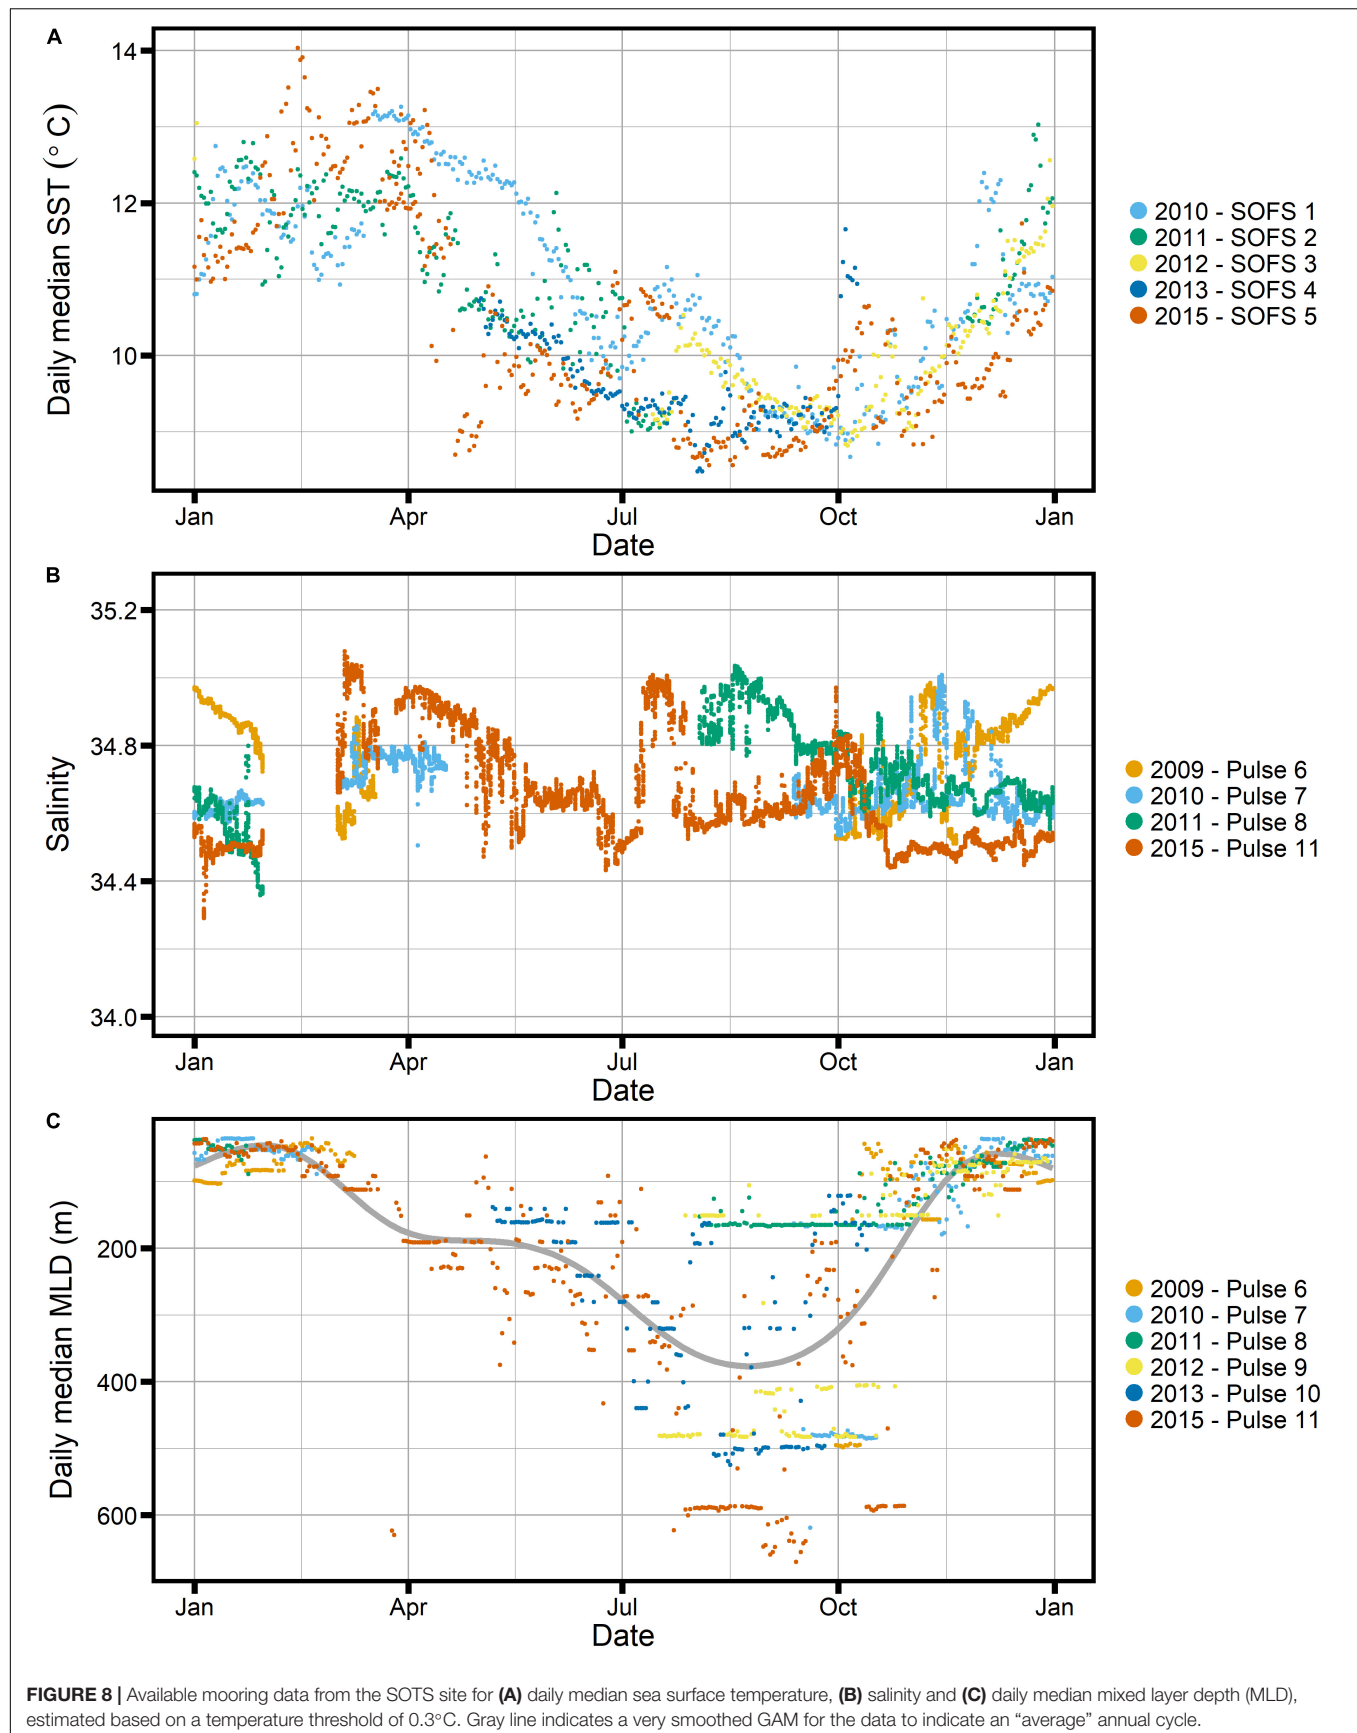 A
Daily median SST (° C)
14
12
10
Jan
Apr
Jul
Oct
Jan
Date
2010 - SOFS 1
2011 - SOFS 2
2012 - SOFS 3
2013 - SOFS 4
2015 - SOFS 5
B
Salinity
35.2
34.8
34.4
34.0
Jan
Apr
Jul
Oct
Jan
Date
2009 - Pulse 6
2010 - Pulse 7
2011 - Pulse 8
2015 - Pulse 11
C
Daily median MLD (m)
200
400
600
Jan
Apr
Jul
Oct
Jan
Date
2009 - Pulse 6
2010 - Pulse 7
2011 - Pulse 8
2012 - Pulse 9
2013 - Pulse 10
2015 - Pulse 11
FIGURE 8 | Available mooring data from the SOTS site for (A) daily median sea surface temperature, (B) salinity and (C) daily median mixed layer depth (MLD),
estimated based on a temperature threshold of 0.3°C. Gray line indicates a very smoothed GAM for the data to indicate an “average” annual cycle.